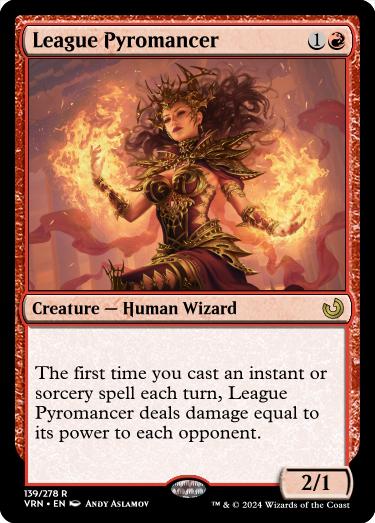 League Pyromancer 1
Creature — Human Wizard
The first time you cast an instant or
sorcery spell each turn, League
Pyromancer deals damage equal to
its power to each opponent.
2/1
139/278 R
VRN • EN Andy Aslamov
™ & © 2024 Wizards of the Coast